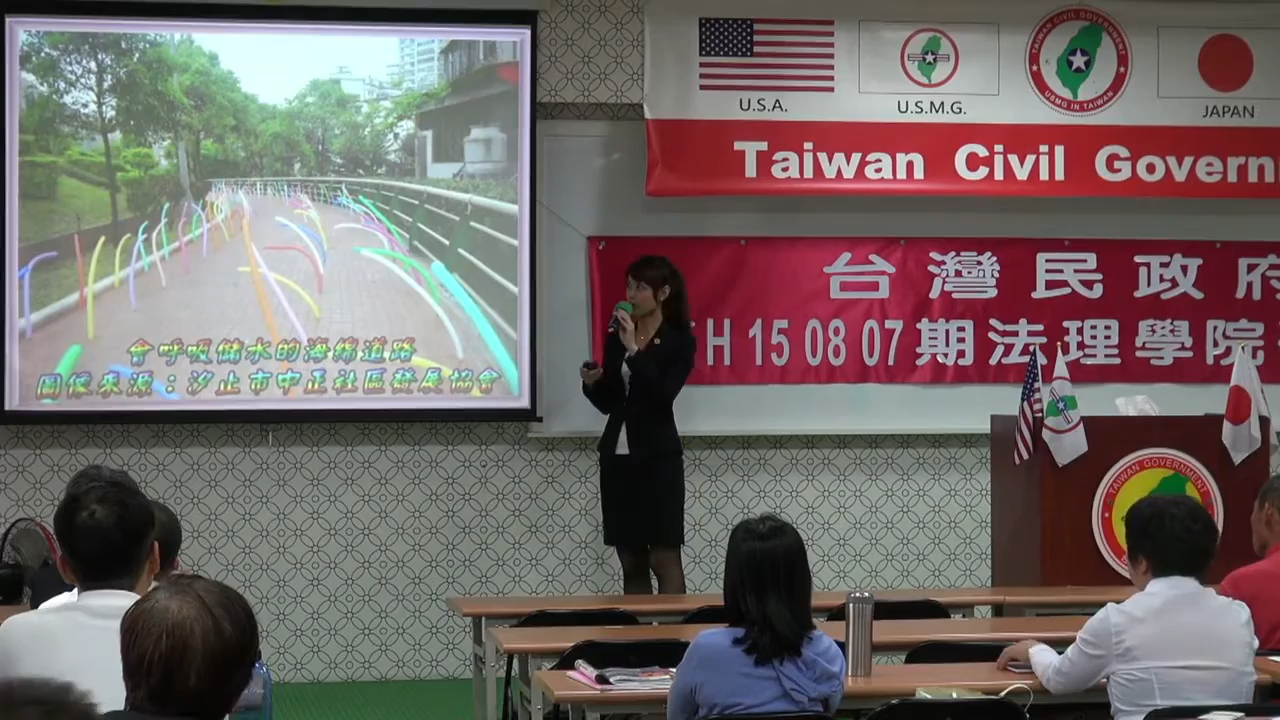 會呼吸儲水的海綿道路
圖像來源：汐止市中正社區發展協會
U.S.A.
U.S.M.G.
TAIWAN CIVIL GOVERNMENT
USMG IN TAIWAN
JAPAN
Taiwan Civil Govern
台灣民政府
H 15 08 07期法理學院
TAIWAN GOVERNMENT